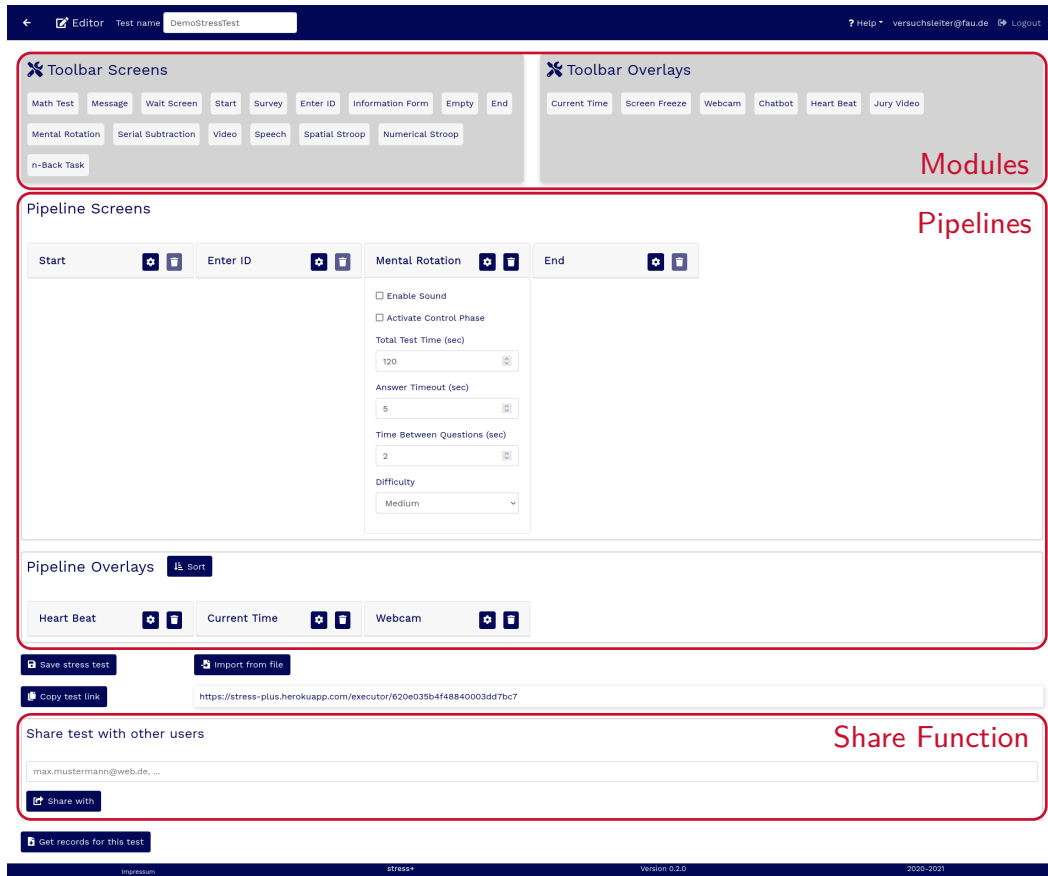 Editor Test name DemoStressTest ? Help versuchsleiter@fau.de Logout
Toolbar Screens
Math Test Message Wait Screen Start Survey Enter ID Information Form Empty End
Mental Rotation Serial Subtraction Video Speech Spatial Stroop Numerical Stroop
n-Back Task
Toolbar Overlays
Current Time Screen Freeze Webcam Chatbot Heart Beat Jury Video
Modules
Pipeline Screens
Pipelines
Start Enter ID Mental Rotation End
Enable Sound
Activate Control Phase
Total Test Time (sec)
120
Answer Timeout (sec)
5
Time Between Questions (sec)
2
Difficulty
Medium
Pipeline Overlays Sort
Heart Beat Current Time Webcam
Save stress test Import from file
Copy test link https://stress-plus.herokuapp.com/executor/620e035b4f48840003dd7bc7
Share test with other users
Share Function
max.mustermann@web.de, ...
Share with
Get records for this test
Impressum stress+ Version 0.2.0 2020-2021